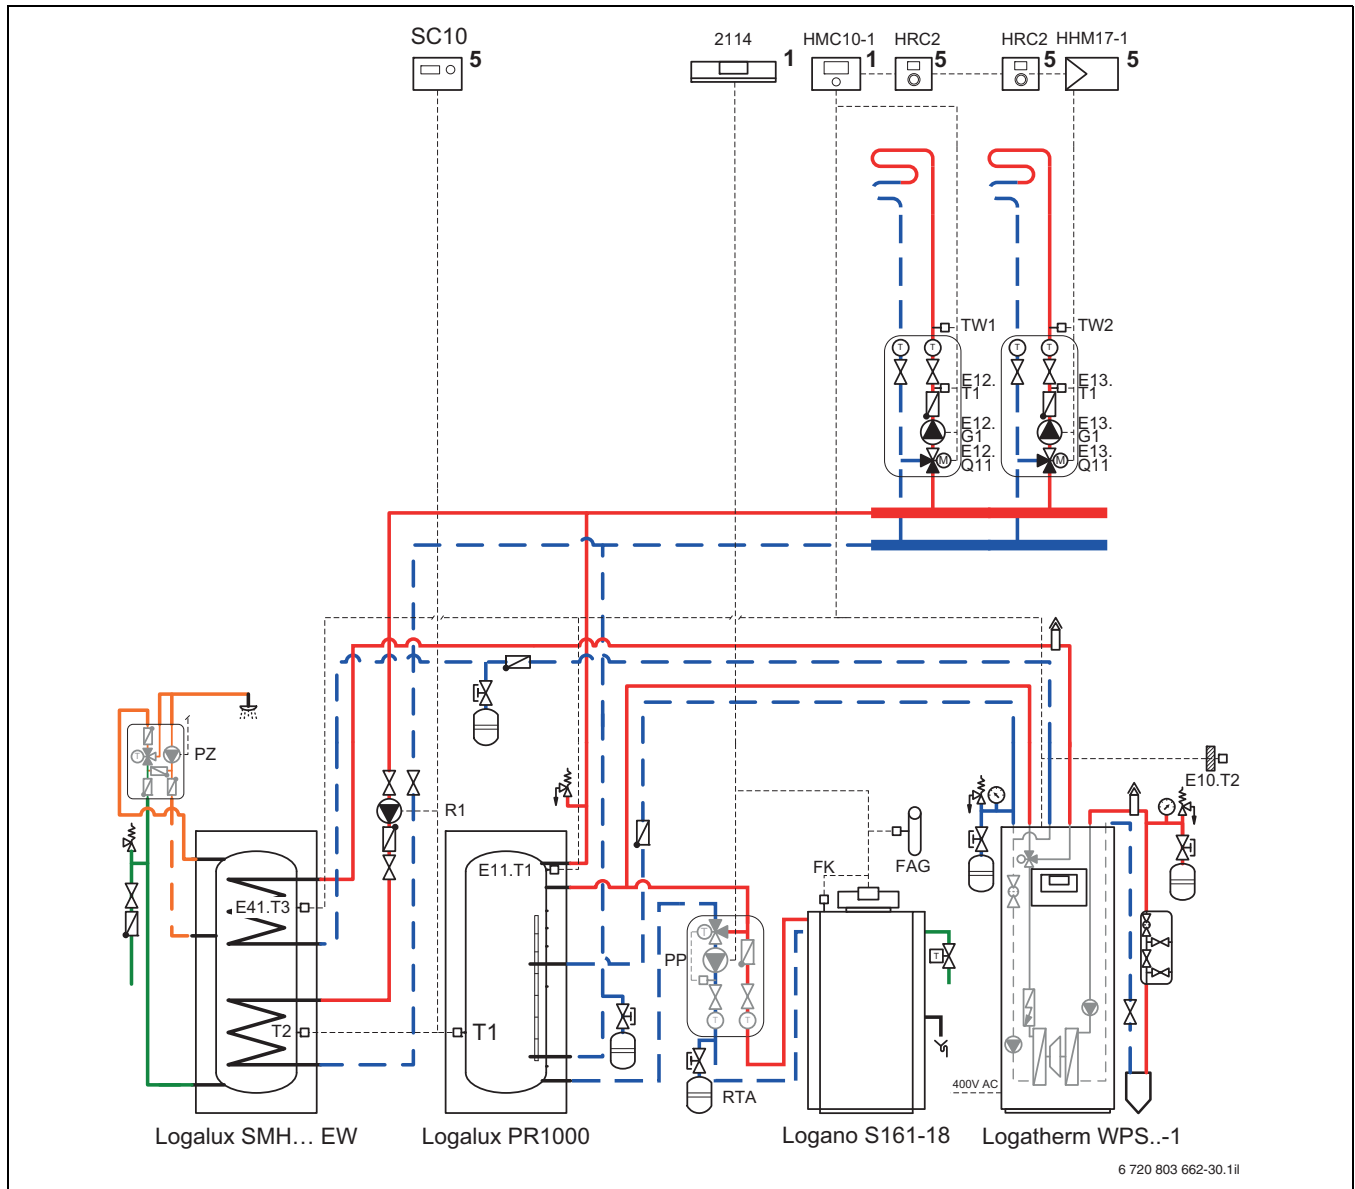 SC10
5
2114
1
HMC10-1
1
HRC2
5
HRC2
5
HHM17-1
5
TW1
TW2
T
T
T
T
E12.
T1
E13.
T1
E12.
G1
E13.
G1
E12.
Q11
E13.
Q11
M
M
PZ
T
R1
E10.T2
E11.T1
E41.T3
FK
FAG
T
PP
T
T2
T1
T
T
RTA
400V AC
Logalux SMH... EW
Logalux PR1000
Logano S161-18
Logatherm WPS..-1
6 720 803 662-30.1il